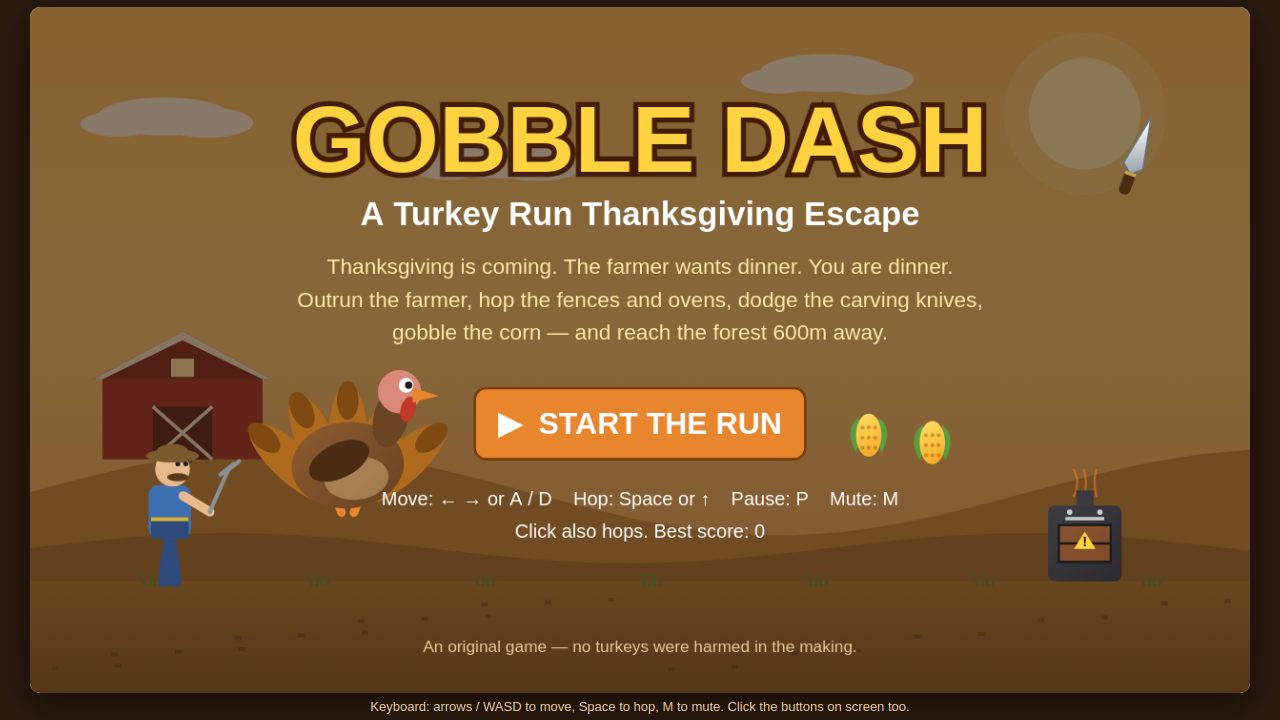 GOBBLE DASH
A Turkey Run Thanksgiving Escape
Thanksgiving is coming. The farmer wants dinner. You are dinner.
Outrun the farmer, hop the fences and ovens, dodge the carving knives,
gobble the corn — and reach the forest 600m away.
▶ START THE RUN
Move: ← → or A / D Hop: Space or ↑ Pause: P Mute: M
Click also hops. Best score: 0
!
An original game — no turkeys were harmed in the making.
Keyboard: arrows / WASD to move, Space to hop, M to mute. Click the buttons on screen too.